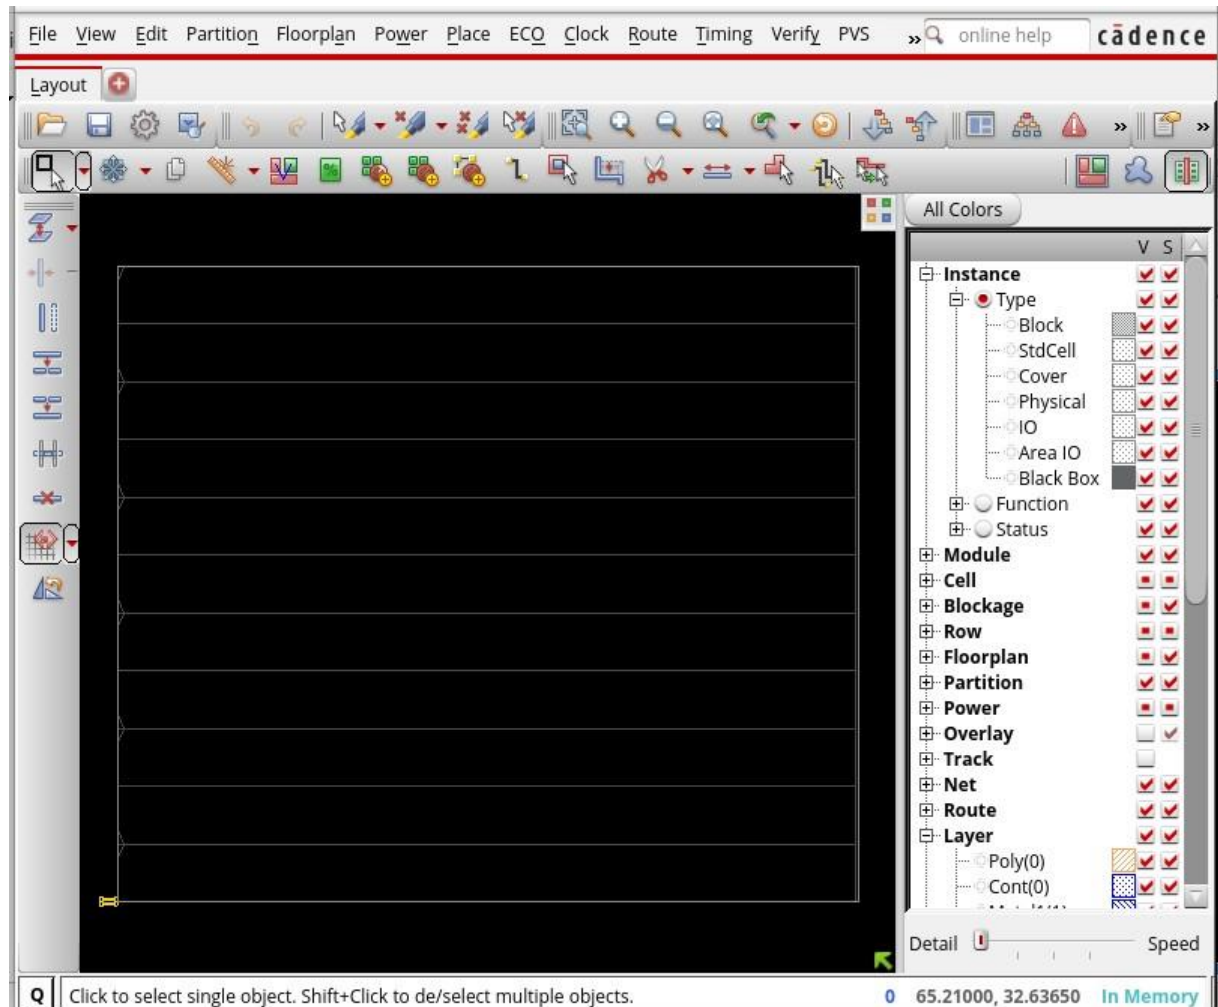 File View Edit Partition Floorplan Power Place ECO Clock Route Timing Verify PVS » online help cādence
Layout
»
»
All Colors
V S
Instance
Type
Block
StdCell
Cover
Physical
IO
Area IO
Black Box
Function
Status
Module
Cell
Blockage
Row
Floorplan
Partition
Power
Overlay
Track
Net
Route
Layer
Poly(0)
Cont(0)
Detail Speed
Q Click to select single object. Shift+Click to de/select multiple objects. 0 65.21000, 32.63650 In Memory